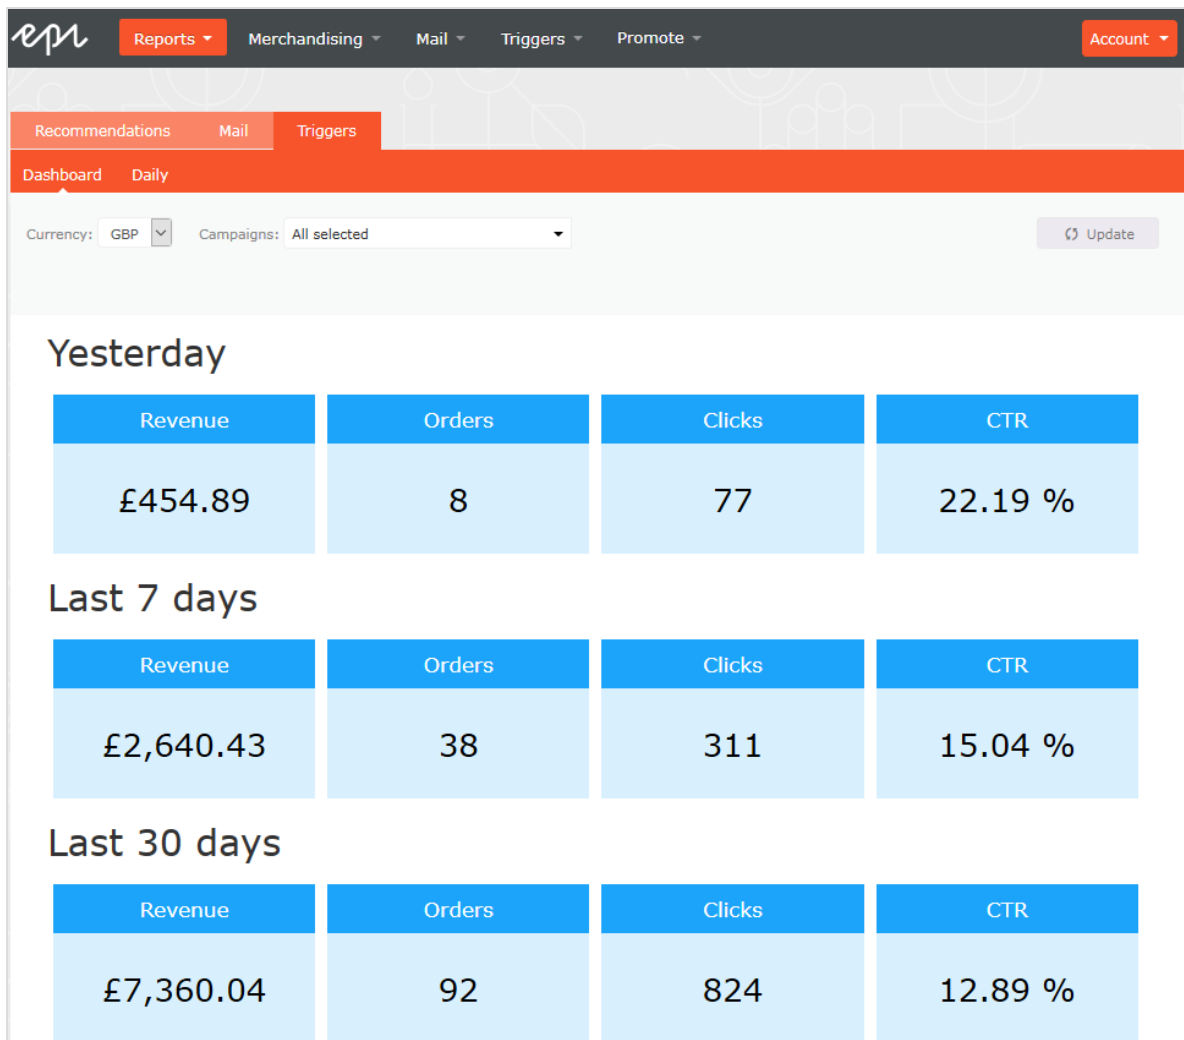 epi Reports Merchandising Mail Triggers Promote Account
Recommendations Mail Triggers
Dashboard Daily
Currency: GBP Campaigns: All selected Update
Yesterday
Revenue Orders Clicks CTR
£454.89 8 77 22.19 %
Last 7 days
Revenue Orders Clicks CTR
£2,640.43 38 311 15.04 %
Last 30 days
Revenue Orders Clicks CTR
£7,360.04 92 824 12.89 %